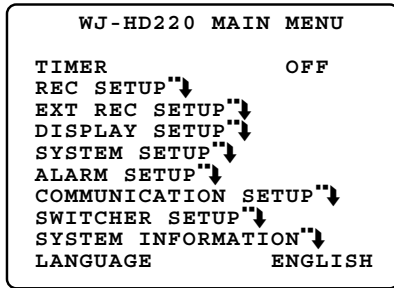 WJ-HD220 MAIN MENU
TIMER OFF
REC SETUP
EXT REC SETUP
DISPLAY SETUP
SYSTEM SETUP
ALARM SETUP
COMMUNICATION SETUP
SWITCHER SETUP
SYSTEM INFORMATION
LANGUAGE ENGLISH